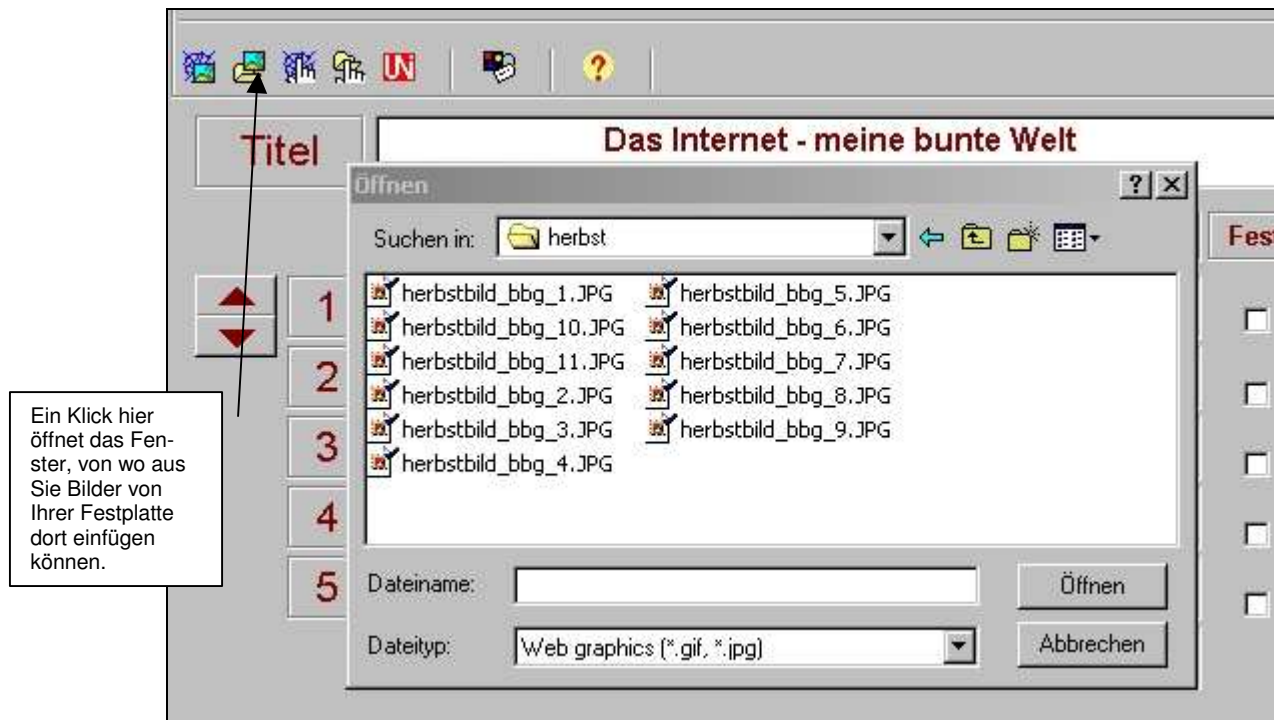 UN
?
Titel
Das Internet - meine bunte Welt
Öffnen
?
Suchen in:
herbst
1
2
3
4
5
herbstbild_bbg_1.JPG
herbstbild_bbg_10.JPG
herbstbild_bbg_11.JPG
herbstbild_bbg_2.JPG
herbstbild_bbg_3.JPG
herbstbild_bbg_4.JPG
herbstbild_bbg_5.JPG
herbstbild_bbg_6.JPG
herbstbild_bbg_7.JPG
herbstbild_bbg_8.JPG
herbstbild_bbg_9.JPG
Fes
Dateiname:
Öffnen
Dateityp:
Web graphics (*.gif, *.jpg)
Abbrechen
Ein Klick hier
öffnet das Fen-
ster, von wo aus
Sie Bilder von
Ihrer Festplatte
dort einfügen
können.